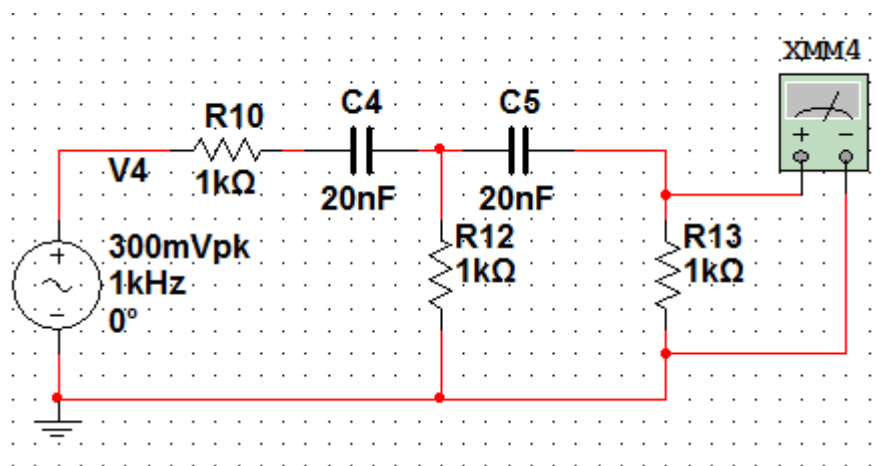 XMM4
R10
C4
C5
V4
1kΩ
20nF
20nF
300mVpk
1kHz
0°
R12
1kΩ
R13
1kΩ